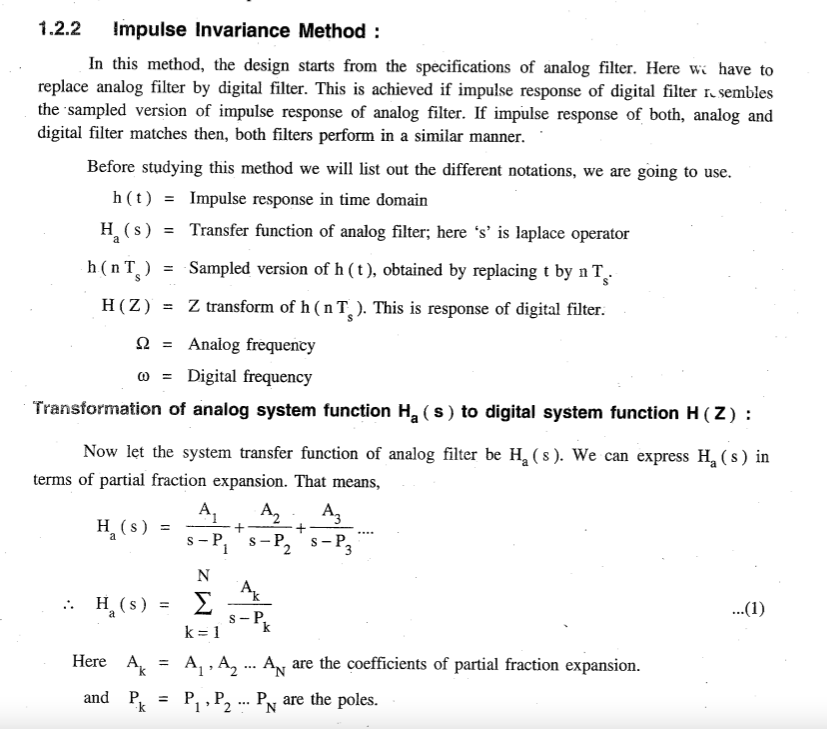 1.2.2 Impulse Invariance Method :
In this method, the design starts from the specifications of analog filter. Here we have to
replace analog filter by digital filter. This is achieved if impulse response of digital filter resembles
the sampled version of impulse response of analog filter. If impulse response of both, analog and
digital filter matches then, both filters perform in a similar manner.
Before studying this method we will list out the different notations, we are going to use.
h ( t ) = Impulse response in time domain
Hₐ ( s ) = Transfer function of analog filter; here ‘s’ is laplace operator
h ( n Tₛ ) = Sampled version of h ( t ), obtained by replacing t by n Tₛ.
H ( Z ) = Z transform of h ( n Tₛ ). This is response of digital filter.
Ω = Analog frequency
ω = Digital frequency
Transformation of analog system function Hₐ ( s ) to digital system function H ( Z ) :
Now let the system transfer function of analog filter be Hₐ ( s ). We can express Hₐ ( s ) in
terms of partial fraction expansion. That means,
Hₐ ( s ) = A₁/(s – P₁) + A₂/(s – P₂) + A₃/(s – P₃) ....
∴ Hₐ ( s ) = Σ_{k = 1}^{N} Aₖ/(s – Pₖ) ...(1)
Here Aₖ = A₁ , A₂ ... A_N are the coefficients of partial fraction expansion.
and Pₖ = P₁ , P₂ ... P_N are the poles.